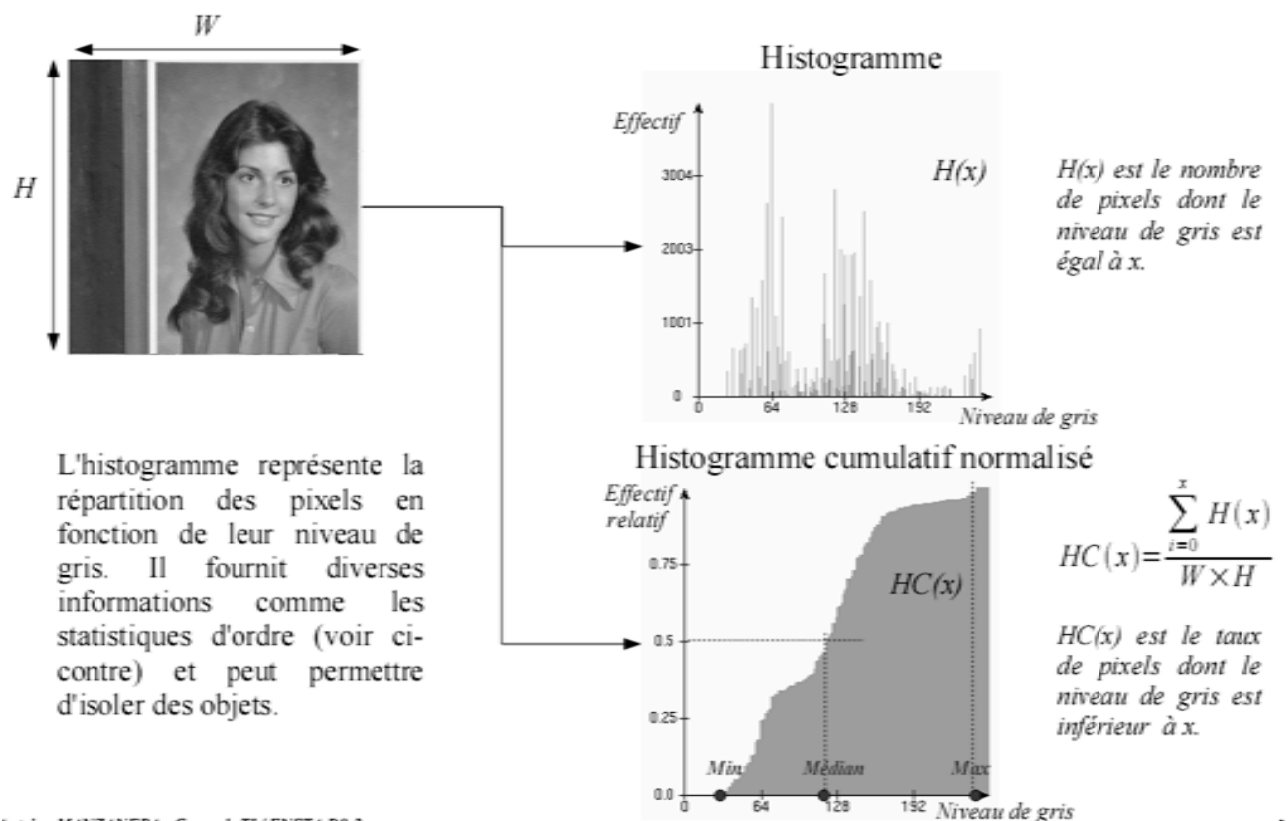 W
H
Histogramme
Effectif
H(x)
3004
2003
1001
0
0 64 128 192
Niveau de gris
H(x) est le nombre
de pixels dont le
niveau de gris est
égal à x.
L'histogramme représente la
répartition des pixels en
fonction de leur niveau de
gris. Il fournit diverses
informations comme les
statistiques d'ordre (voir ci-
contre) et peut permettre
d'isoler des objets.
Histogramme cumulatif normalisé
Effectif
relatif
0.75
HC(x)
0.5
0.25
Min Médian Max
0.0
0 64 128 192
Niveau de gris
x
∑ H(x)
i=0
HC(x)=
W×H
HC(x) est le taux
de pixels dont le
niveau de gris est
inférieur à x.